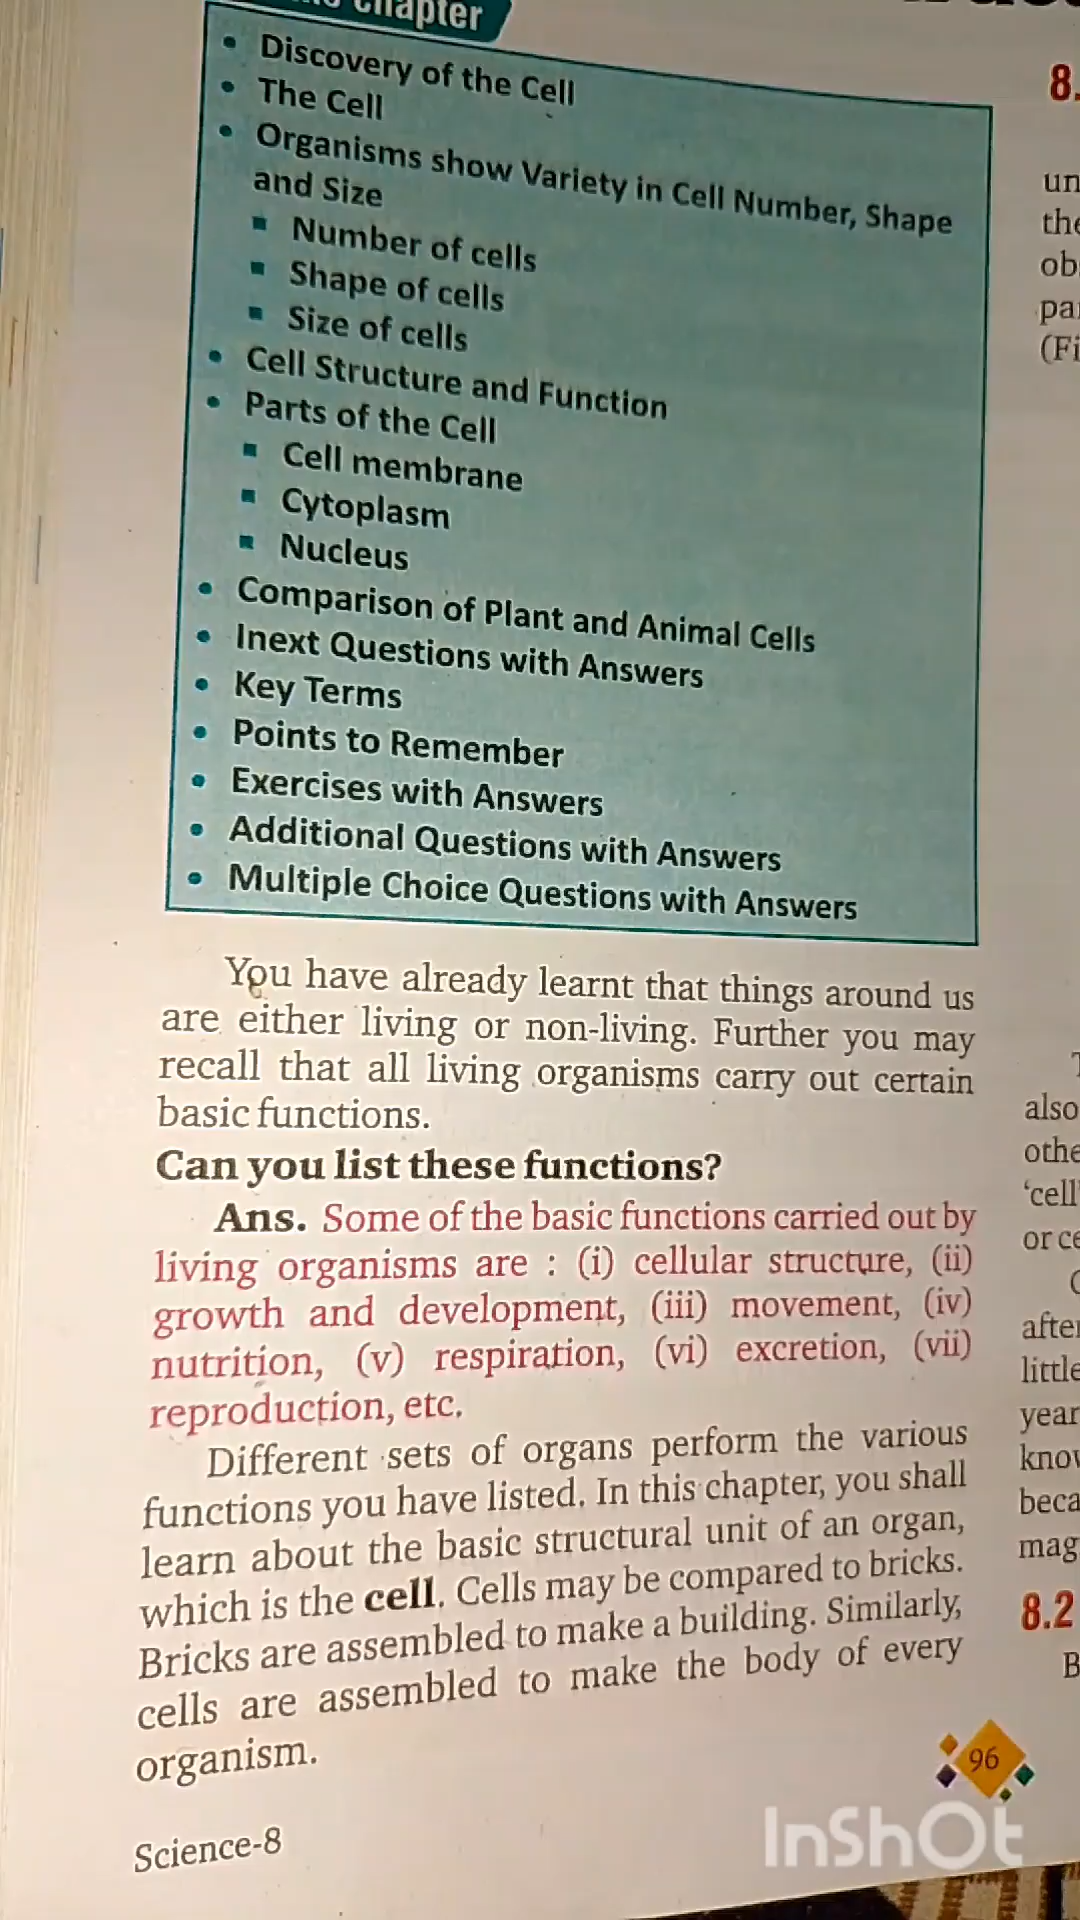 chapter
• Discovery of the Cell
• The Cell
• Organisms show Variety in Cell Number, Shape
and Size
▪ Number of cells
▪ Shape of cells
▪ Size of cells
• Cell Structure and Function
• Parts of the Cell
▪ Cell membrane
▪ Cytoplasm
▪ Nucleus
• Comparison of Plant and Animal Cells
• Inext Questions with Answers
• Key Terms
• Points to Remember
• Exercises with Answers
• Additional Questions with Answers
• Multiple Choice Questions with Answers
You have already learnt that things around us
are either living or non-living. Further you may
recall that all living organisms carry out certain
basic functions.
Can you list these functions?
Ans. Some of the basic functions carried out by
living organisms are : (i) cellular structure, (ii)
growth and development, (iii) movement, (iv)
nutrition, (v) respiration, (vi) excretion, (vii)
reproduction, etc.
Different sets of organs perform the various
functions you have listed. In this chapter, you shall
learn about the basic structural unit of an organ,
which is the cell. Cells may be compared to bricks.
Bricks are assembled to make a building. Similarly,
cells are assembled to make the body of every
organism.
96
Science-8
8.
un
the
(Fi
also
othe
'cell
or ce
after
little
year
know
beca
mag
8.2
B
InShOt